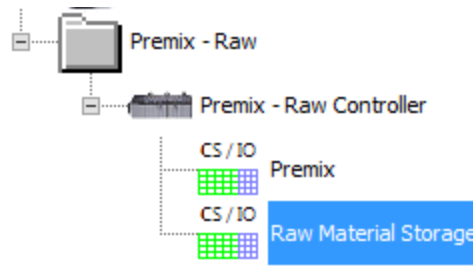 Premix - Raw
Premix - Raw Controller
CS / IO
Premix
CS / IO
Raw Material Storage